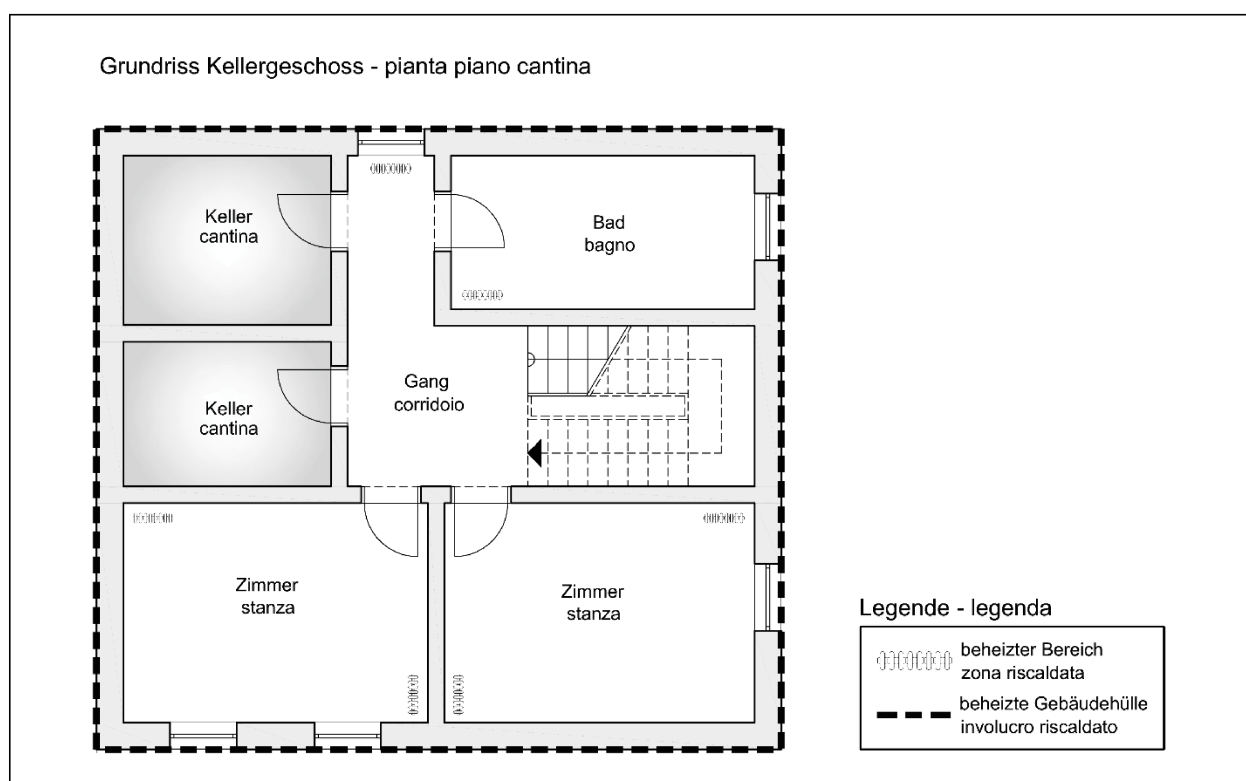 Grundriss Kellergeschoss - pianta piano cantina
Keller
cantina
Bad
bagno
Keller
cantina
Gang
corridoio
Zimmer
stanza
Zimmer
stanza
Legende - legenda
beheizter Bereich
zona riscaldata
beheizte Gebäudehülle
involucro riscaldato